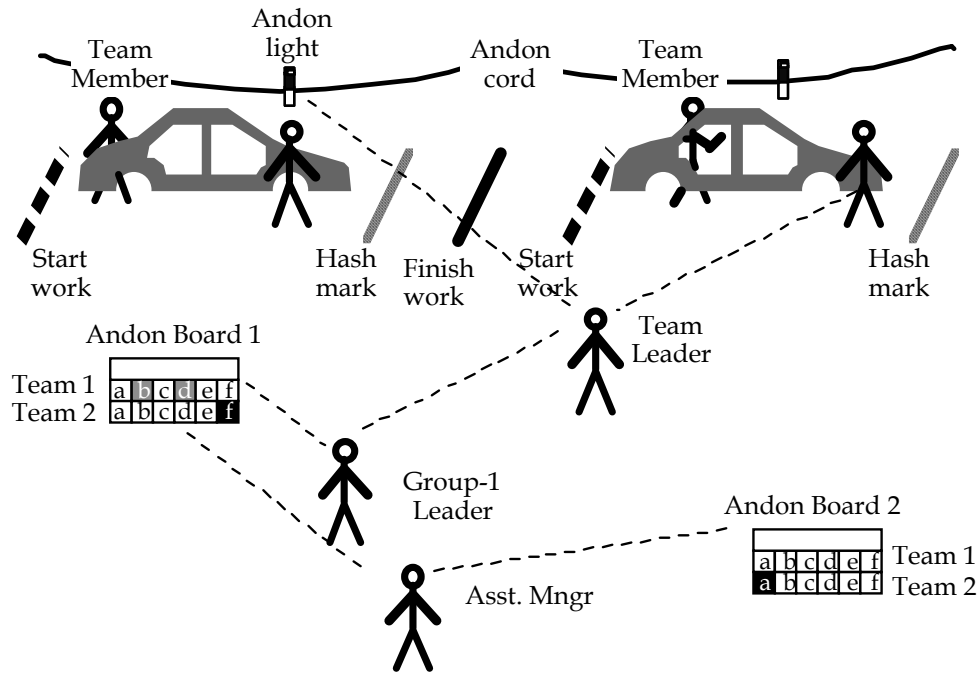 Andon
light
Team
Member
Andon
cord
Team
Member
Start
work
Hash
mark
Finish
work
Start
work
Hash
mark
Team
Leader
Andon Board 1
Team 1
a b c d e f
Team 2
a b c d e f
Group-1
Leader
Andon Board 2
a b c d e f
Team 1
a b c d e f
Team 2
Asst. Mngr